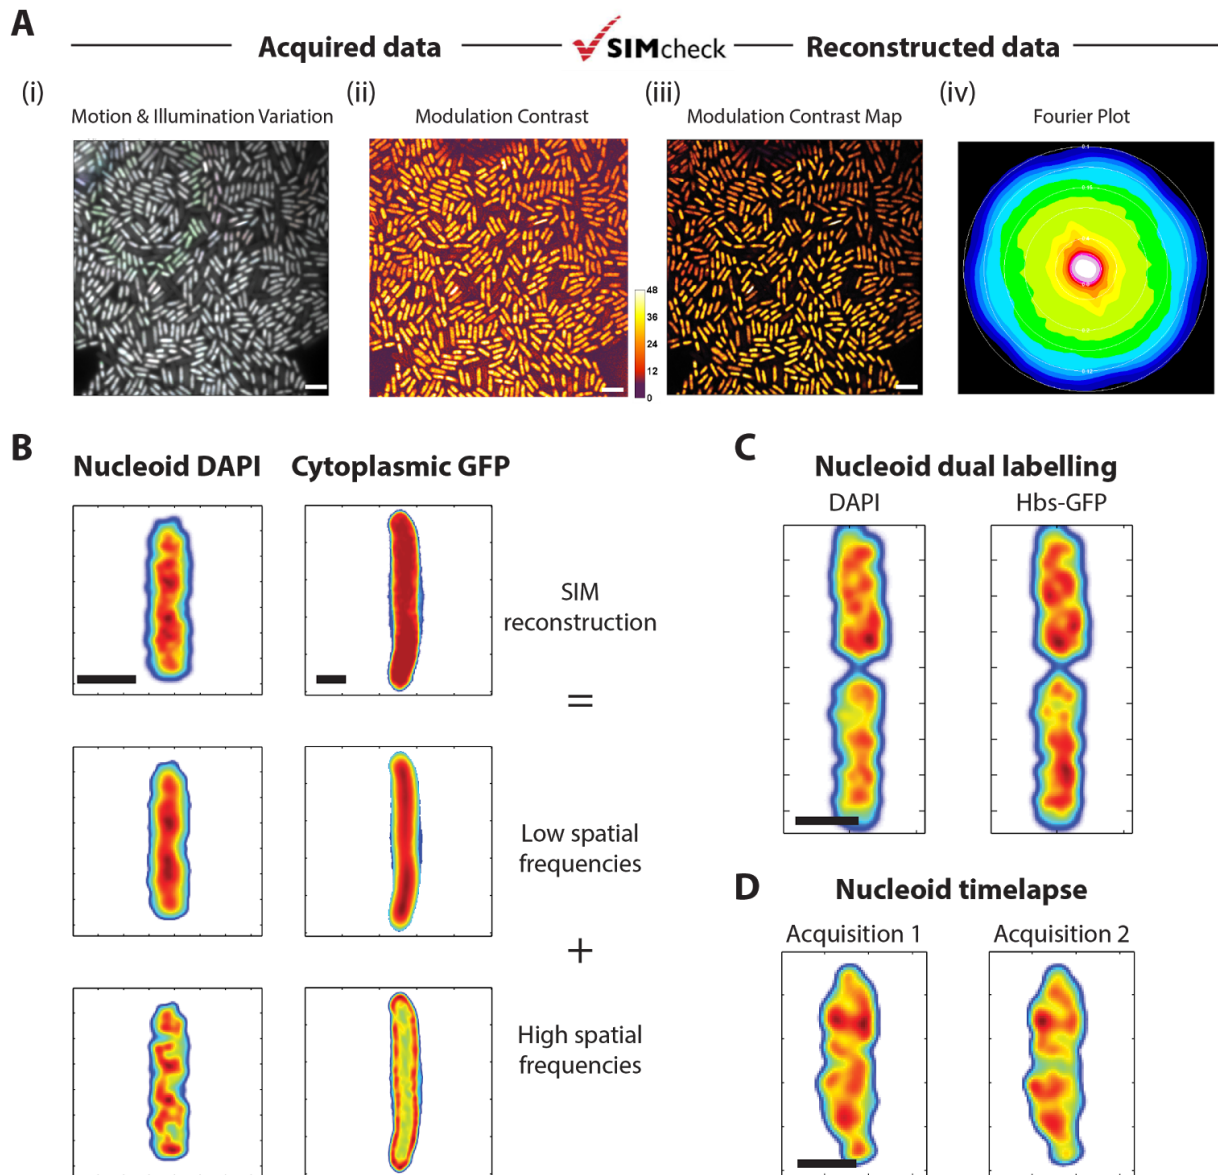 A
Acquired data
SIMcheck
Reconstructed data
(i)
(ii)
(iii)
(iv)
Motion & Illumination Variation
Modulation Contrast
Modulation Contrast Map
Fourier Plot
48
36
24
12
0
B
Nucleoid DAPI
Cytoplasmic GFP
SIM
reconstruction
=
Low spatial
frequencies
+
High spatial
frequencies
C
Nucleoid dual labelling
DAPI
Hbs-GFP
D
Nucleoid timelapse
Acquisition 1
Acquisition 2